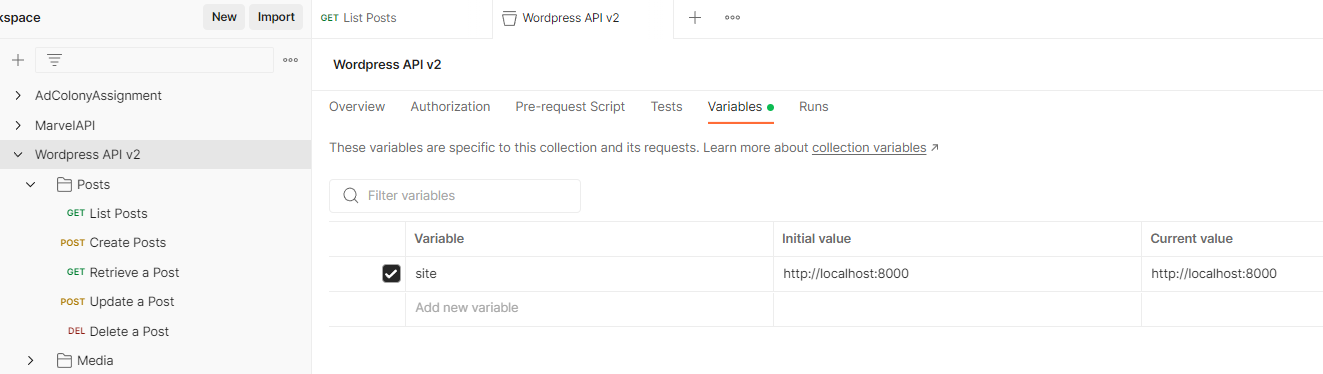 kspace New Import
GET List Posts Wordpress API v2
AdColonyAssignment
MarvelAPI
Wordpress API v2
Posts
GET List Posts
POST Create Posts
GET Retrieve a Post
POST Update a Post
DEL Delete a Post
Media
Wordpress API v2
Overview Authorization Pre-request Script Tests Variables Runs
These variables are specific to this collection and its requests. Learn more about collection variables ↗
Filter variables
Variable Initial value Current value
site http://localhost:8000 http://localhost:8000
Add new variable